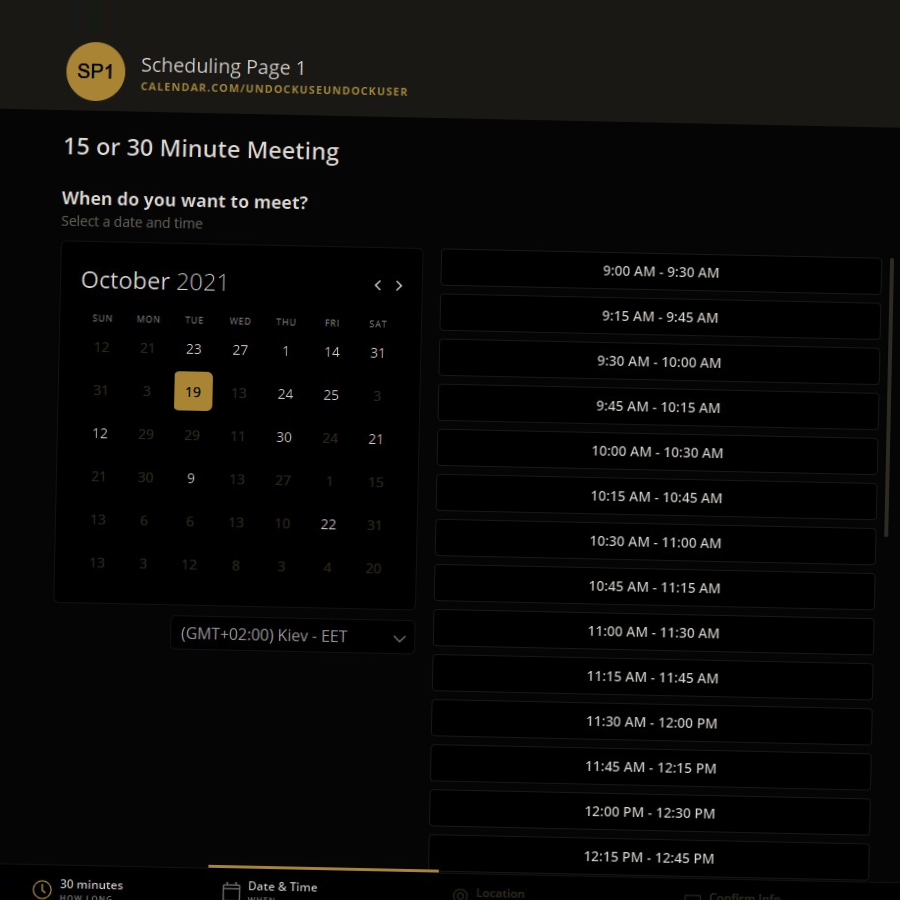 SP1
Scheduling Page 1
CALENDAR.COM/UNDOCKUSEUNDOCKUSER
15 or 30 Minute Meeting
When do you want to meet?
Select a date and time
October 2021
SUN MON TUE WED THU FRI SAT
12 21 23 27 1 14 31
31 3 19 13 24 25 3
12 29 29 11 30 24 21
21 30 9 13 27 1 15
13 6 6 13 10 22 31
13 3 12 8 3 4 20
(GMT+02:00) Kiev - EET
9:00 AM - 9:30 AM
9:15 AM - 9:45 AM
9:30 AM - 10:00 AM
9:45 AM - 10:15 AM
10:00 AM - 10:30 AM
10:15 AM - 10:45 AM
10:30 AM - 11:00 AM
10:45 AM - 11:15 AM
11:00 AM - 11:30 AM
11:15 AM - 11:45 AM
11:30 AM - 12:00 PM
11:45 AM - 12:15 PM
12:00 PM - 12:30 PM
12:15 PM - 12:45 PM
30 minutes
HOW LONG
Date & Time
WHEN
Location
Confirm Info